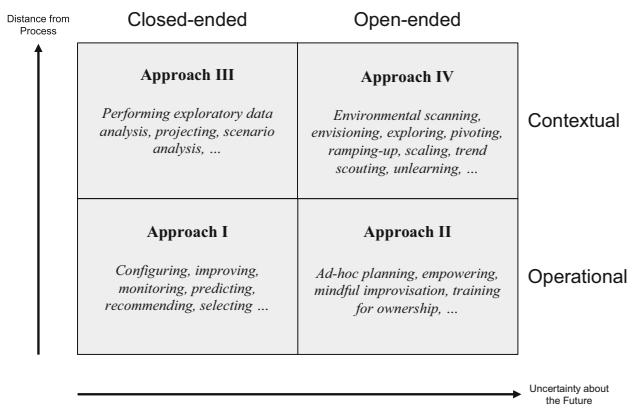 Distance from
Process
Closed-ended
Open-ended
Approach III
Performing exploratory data
analysis, projecting, scenario
analysis, …
Approach IV
Environmental scanning,
envisioning, exploring, pivoting,
ramping-up, scaling, trend
scouting, unlearning, …
Contextual
Approach I
Configuring, improving,
monitoring, predicting,
recommending, selecting …
Approach II
Ad-hoc planning, empowering,
mindful improvisation, training
for ownership, …
Operational
Uncertainty about
the Future